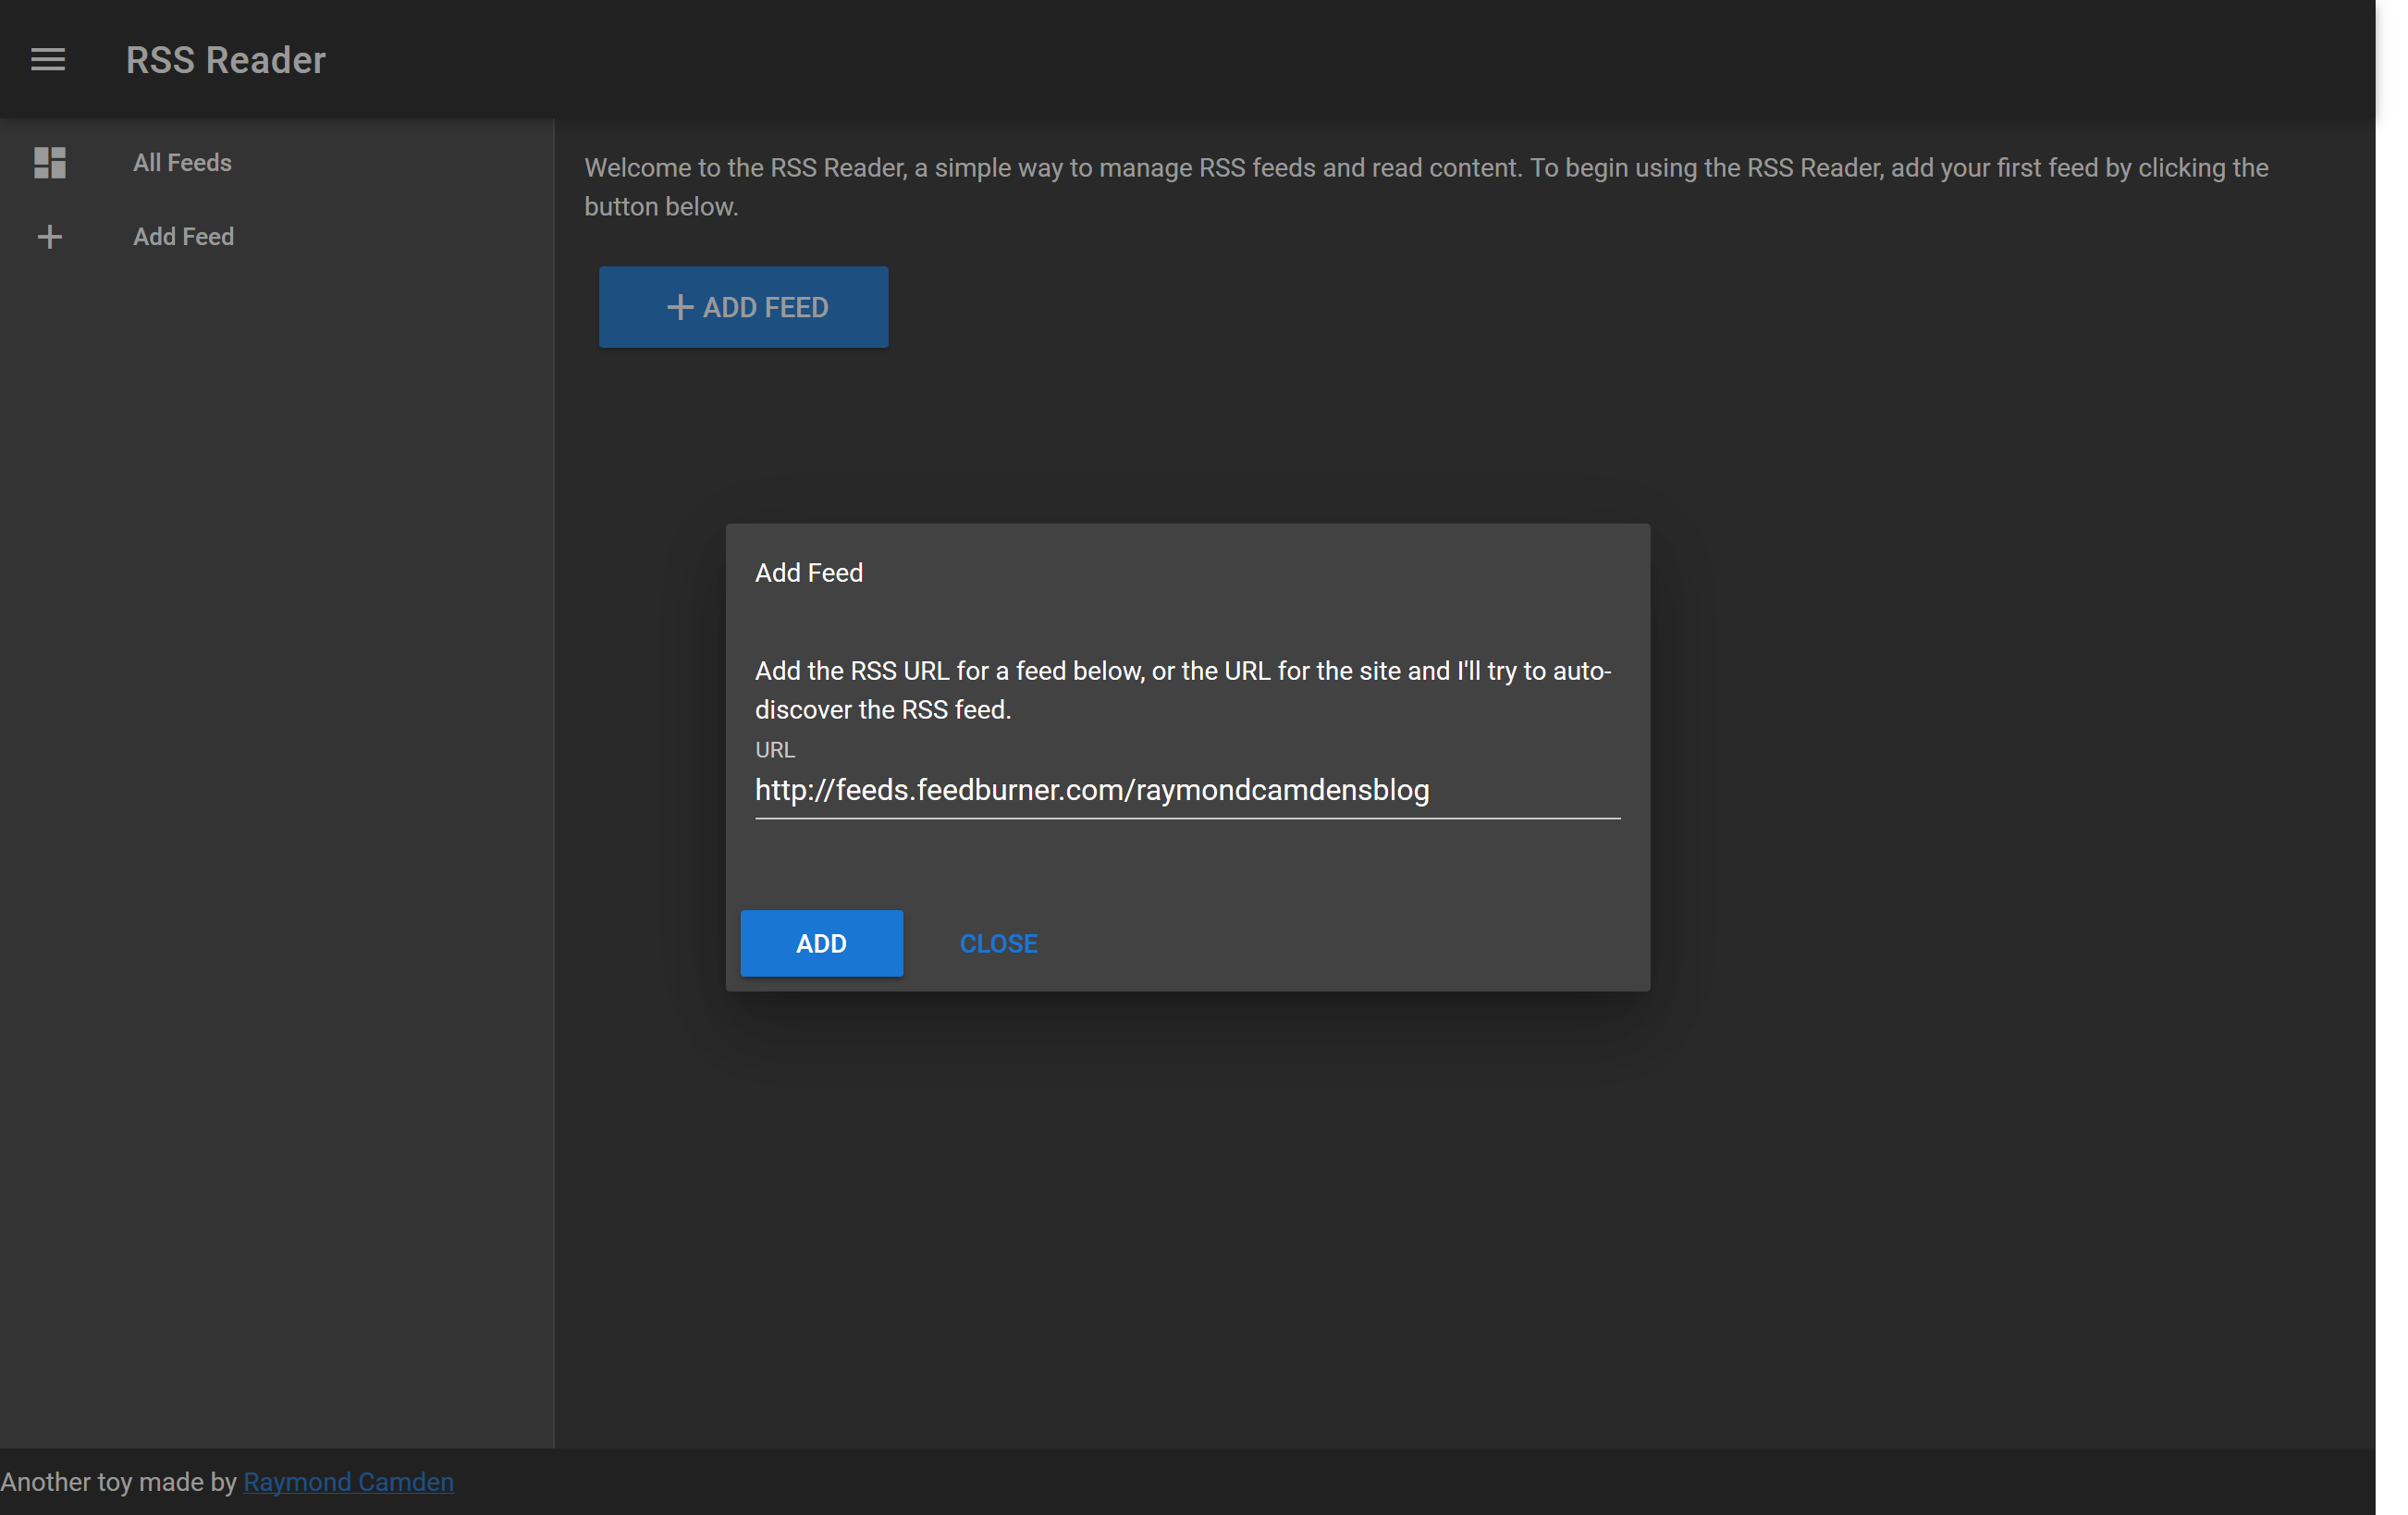 RSS Reader
All Feeds
Add Feed
Welcome to the RSS Reader, a simple way to manage RSS feeds and read content. To begin using the RSS Reader, add your first feed by clicking the
button below.
ADD FEED
Add Feed
Add the RSS URL for a feed below, or the URL for the site and I'll try to auto-
discover the RSS feed.
URL
http://feeds.feedburner.com/raymondcamdensblog
ADD CLOSE
Another toy made by Raymond Camden